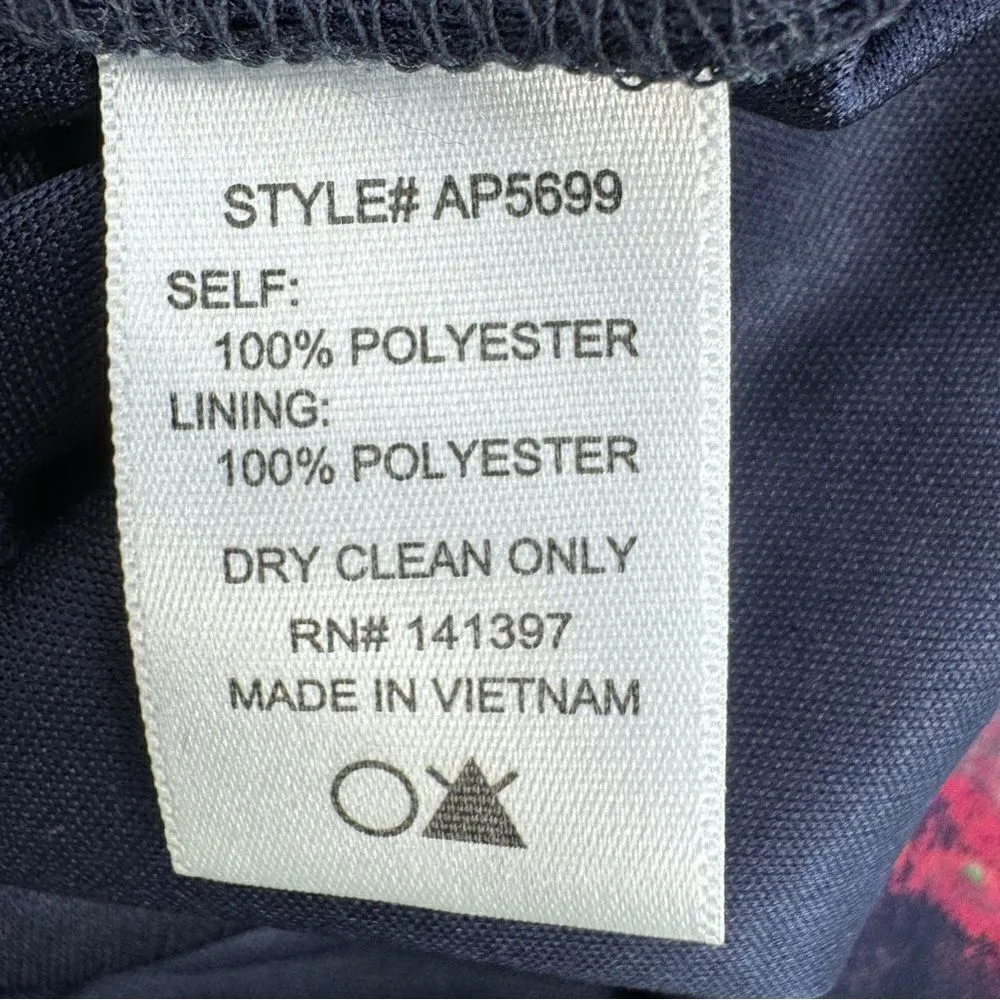 STYLE# AP5699
SELF:
100% POLYESTER
LINING:
100% POLYESTER
DRY CLEAN ONLY
RN# 141397
MADE IN VIETNAM